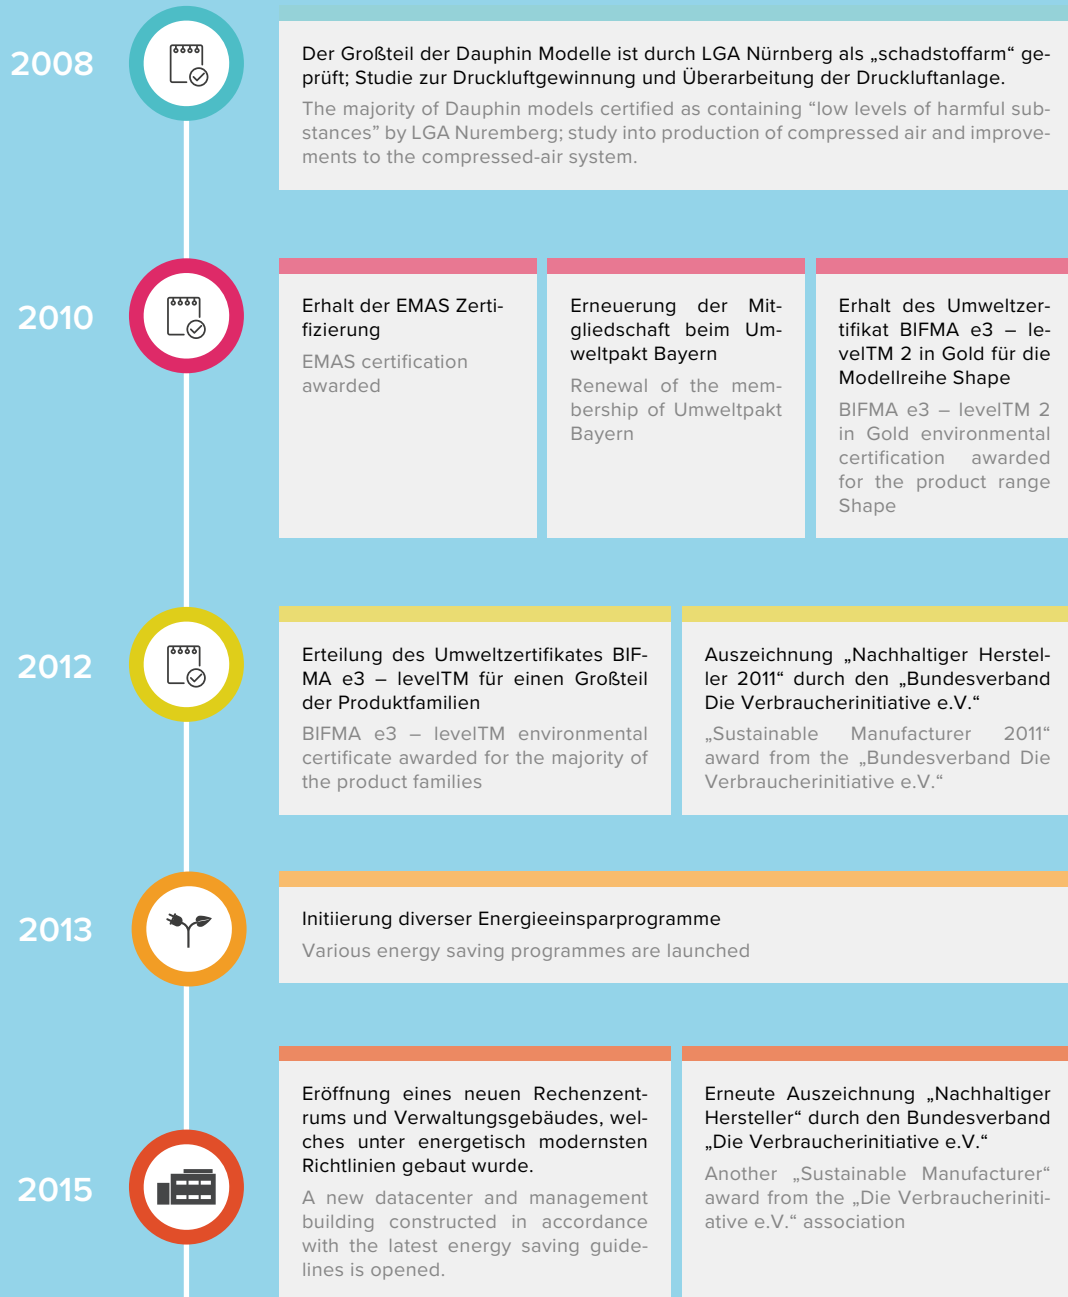 2008
Der Großteil der Dauphin Modelle ist durch LGA Nürnberg als „schadstoffarm“ ge-
prüft; Studie zur Druckluftgewinnung und Überarbeitung der Druckluftanlage.
The majority of Dauphin models certified as containing “low levels of harmful sub-
stances” by LGA Nuremberg; study into production of compressed air and improve-
ments to the compressed-air system.
2010
Erhalt der EMAS Zerti-
fizierung
EMAS certification
awarded
Erneuerung der Mit-
gliedschaft beim Um-
weltpakt Bayern
Renewal of the mem-
bership of Umweltpakt
Bayern
Erhalt des Umweltzer-
tifikat BIFMA e3 – le-
velTM 2 in Gold für die
Modellreihe Shape
BIFMA e3 – levelTM 2
in Gold environmental
certification awarded
for the product range
Shape
2012
Erteilung des Umweltzertifikates BIF-
MA e3 – levelTM für einen Großteil
der Produktfamilien
BIFMA e3 – levelTM environmental
certificate awarded for the majority of
the product families
Auszeichnung „Nachhaltiger Herstel-
ler 2011“ durch den „Bundesverband
Die Verbraucherinitiative e.V.“
„Sustainable Manufacturer 2011“
award from the „Bundesverband Die
Verbraucherinitiative e.V.“
2013
Initiierung diverser Energieeinsparprogramme
Various energy saving programmes are launched
2015
Eröffnung eines neuen Rechenzent-
rums und Verwaltungsgebäudes, wel-
ches unter energetisch modernsten
Richtlinien gebaut wurde.
A new datacenter and management
building constructed in accordance
with the latest energy saving guide-
lines is opened.
Erneute Auszeichnung „Nachhaltiger
Hersteller“ durch den Bundesverband
„Die Verbraucherinitiative e.V.“
Another „Sustainable Manufacturer“
award from the „Die Verbraucheriniti-
ative e.V.“ association